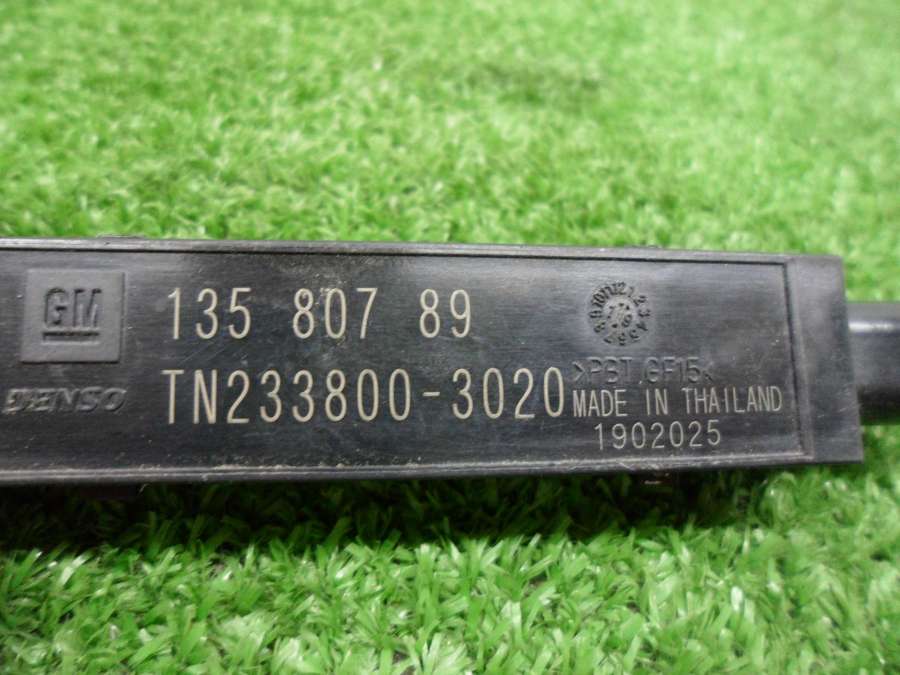 GM
135 807 89
DENSO
TN233800-3020
>PBT GF15<
MADE IN THAILAND
1902025